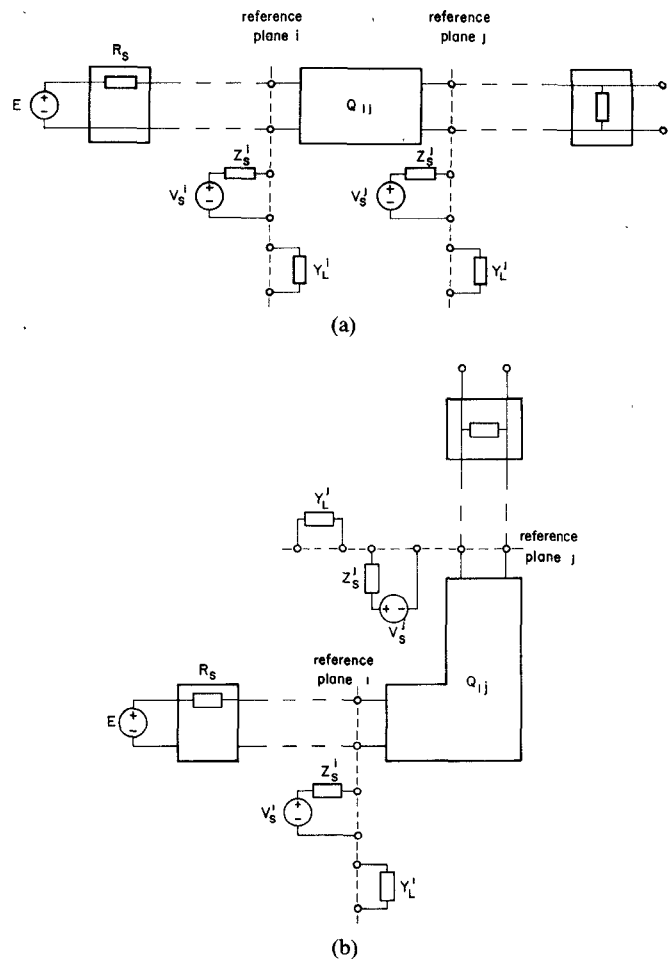 reference
plane i
reference
plane j
R_S
E
+
−
Q_ij
Z_S^i
V_S^i
+
−
Z_S^j
V_S^j
+
−
Y_L^i
Y_L^j
(a)
Y_L^j
reference
plane j
Z_S^j
+ −
V_S^j
reference
plane i
R_S
Q_ij
E
+
−
Z_S^i
V_S^i
+
−
Y_L^i
(b)